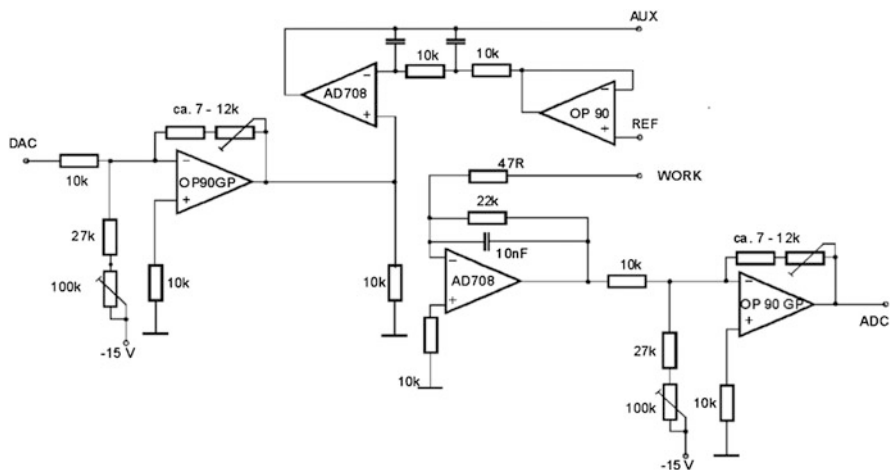 AUX
10k
10k
AD708
OP 90
REF
ca. 7 - 12k
DAC
10k
OP90GP
47R
WORK
22k
10nF
27k
100k
10k
-15 V
10k
AD708
10k
10k
ca. 7 - 12k
OP 90 GP
ADC
27k
100k
10k
-15 V